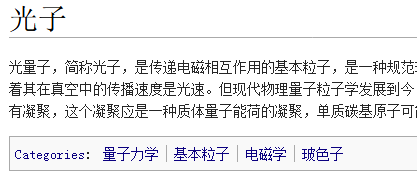 光子
光量子，简称光子，是传递电磁相互作用的基本粒子，是一种规范
着其在真空中的传播速度是光速。但现代物理量子粒子学发展到今
有凝聚，这个凝聚应是一种质体量子能荷的凝聚，单质碳基原子可
Categories: 量子力学 | 基本粒子 | 电磁学 | 玻色子